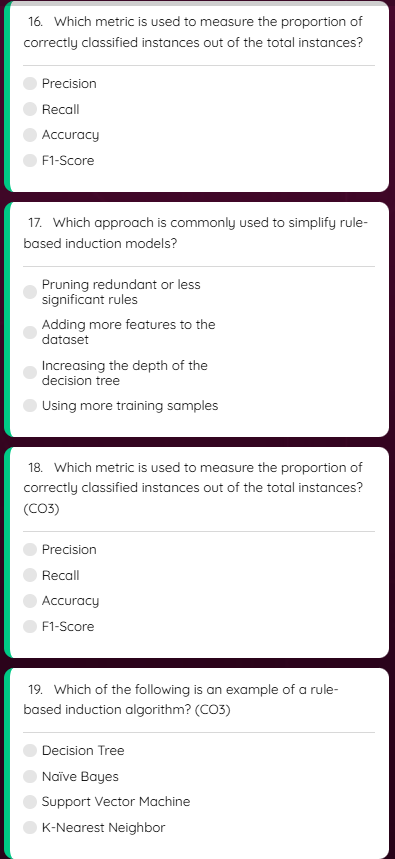 16. Which metric is used to measure the proportion of
correctly classified instances out of the total instances?
Precision
Recall
Accuracy
F1-Score
17. Which approach is commonly used to simplify rule-
based induction models?
Pruning redundant or less
significant rules
Adding more features to the
dataset
Increasing the depth of the
decision tree
Using more training samples
18. Which metric is used to measure the proportion of
correctly classified instances out of the total instances?
(CO3)
Precision
Recall
Accuracy
F1-Score
19. Which of the following is an example of a rule-
based induction algorithm? (CO3)
Decision Tree
Naïve Bayes
Support Vector Machine
K-Nearest Neighbor